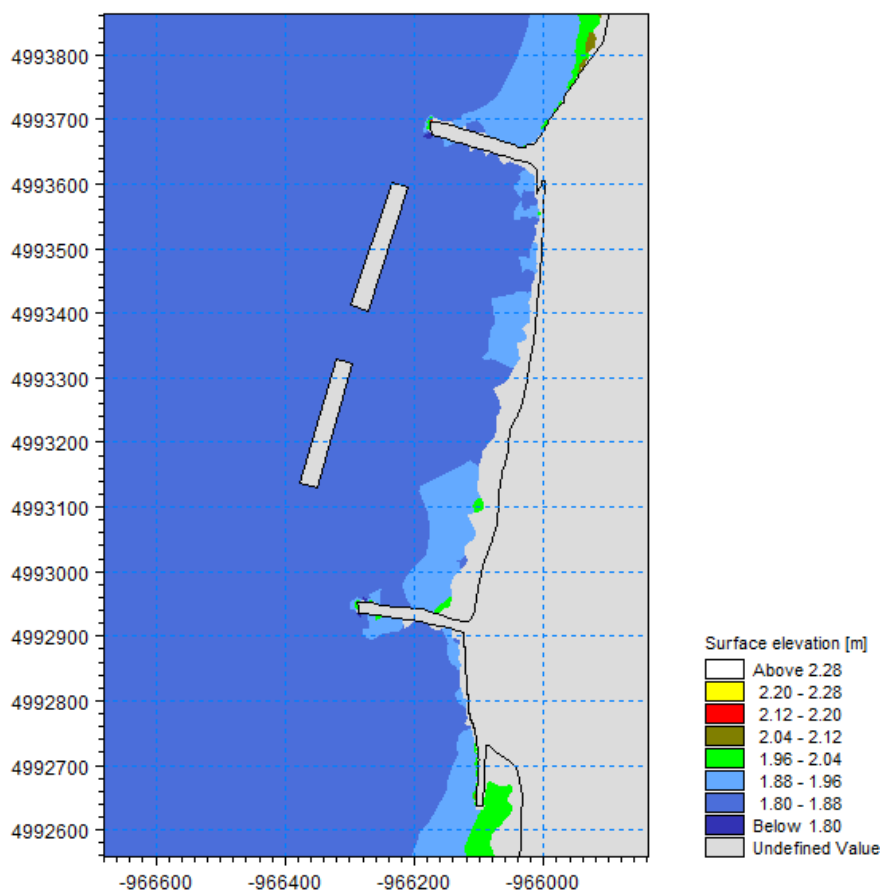 4993800
4993700
4993600
4993500
4993400
4993300
4993200
4993100
4993000
4992900
4992800
4992700
4992600
-966600 -966400 -966200 -966000
Surface elevation [m]
Above 2.28
2.20 - 2.28
2.12 - 2.20
2.04 - 2.12
1.96 - 2.04
1.88 - 1.96
1.80 - 1.88
Below 1.80
Undefined Value